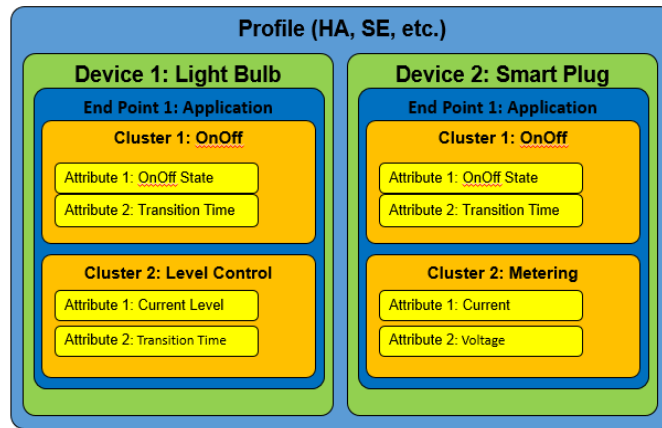 Profile (HA, SE, etc.)
Device 1: Light Bulb
End Point 1: Application
Cluster 1: OnOff
Attribute 1: OnOff State
Attribute 2: Transition Time
Cluster 2: Level Control
Attribute 1: Current Level
Attribute 2: Transition Time
Device 2: Smart Plug
End Point 1: Application
Cluster 1: OnOff
Attribute 1: OnOff State
Attribute 2: Transition Time
Cluster 2: Metering
Attribute 1: Current
Attribute 2: Voltage